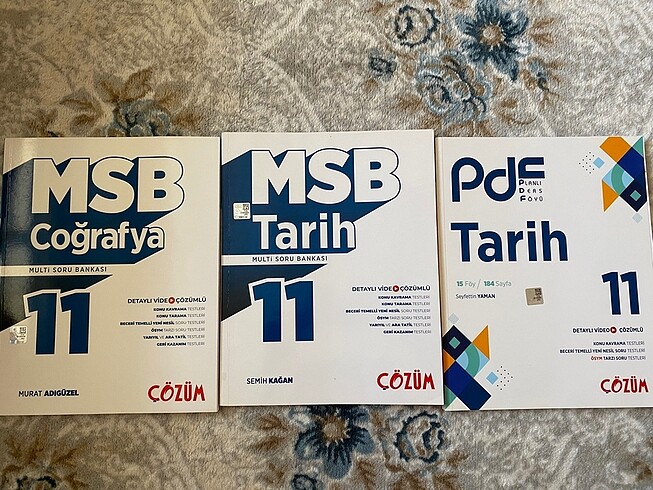 MSB
Coğrafya
MULTI SORU BANKASI
11
DETAYLI VİDEO ÇÖZÜMLÜ
KONU KAVRAMA TESTLERİ
KONU TARAMA TESTLERİ
BECERİ TEMELLİ YENİ NESİL SORU TESTLERİ
ÖSYM TARZI SORU TESTLERİ
YARIYIL VE ARA TATİL TESTLERİ
GERİ KAZANIM TESTLERİ
MURAT ADIGÜZEL
ÇÖZÜM
MSB
Tarih
MULTI SORU BANKASI
11
DETAYLI VİDEO ÇÖZÜMLÜ
KONU KAVRAMA TESTLERİ
KONU TARAMA TESTLERİ
BECERİ TEMELLİ YENİ NESİL SORU TESTLERİ
ÖSYM TARZI SORU TESTLERİ
YARIYIL VE ARA TATİL TESTLERİ
GERİ KAZANIM TESTLERİ
SEMİH KAĞAN
ÇÖZÜM
PdF
PLANLI
DERS
FÖYÜ
Tarih
15 Föy / 184 Sayfa
Seyfettin YAMAN
11
DETAYLI VİDEO ÇÖZÜMLÜ
KONU KAVRAMA TESTLERİ
BECERİ TEMELLİ YENİ NESİL SORU TESTLERİ
ÖSYM TARZI SORU TESTLERİ
ÇÖZÜM